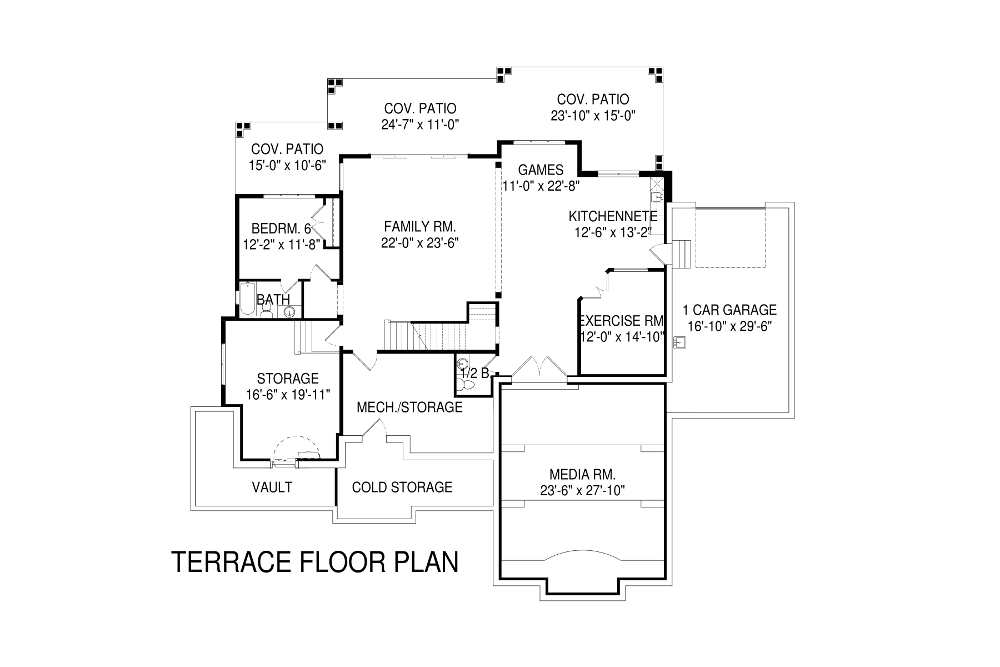 COV. PATIO
23'-10" x 15'-0"
COV. PATIO
24'-7" x 11'-0"
COV. PATIO
15'-0" x 10'-6"
GAMES
11'-0" x 22'-8"
BEDRM. 6
12'-2" x 11'-8"
FAMILY RM.
22'-0" x 23'-6"
KITCHENNETE
12'-6" x 13'-2"
BATH
1 CAR GARAGE
16'-10" x 29'-6"
EXERCISE RM
12'-0" x 14'-10"
STORAGE
16'-6" x 19'-11"
1/2 B.
MECH./STORAGE
MEDIA RM.
23'-6" x 27'-10"
VAULT
COLD STORAGE
TERRACE FLOOR PLAN